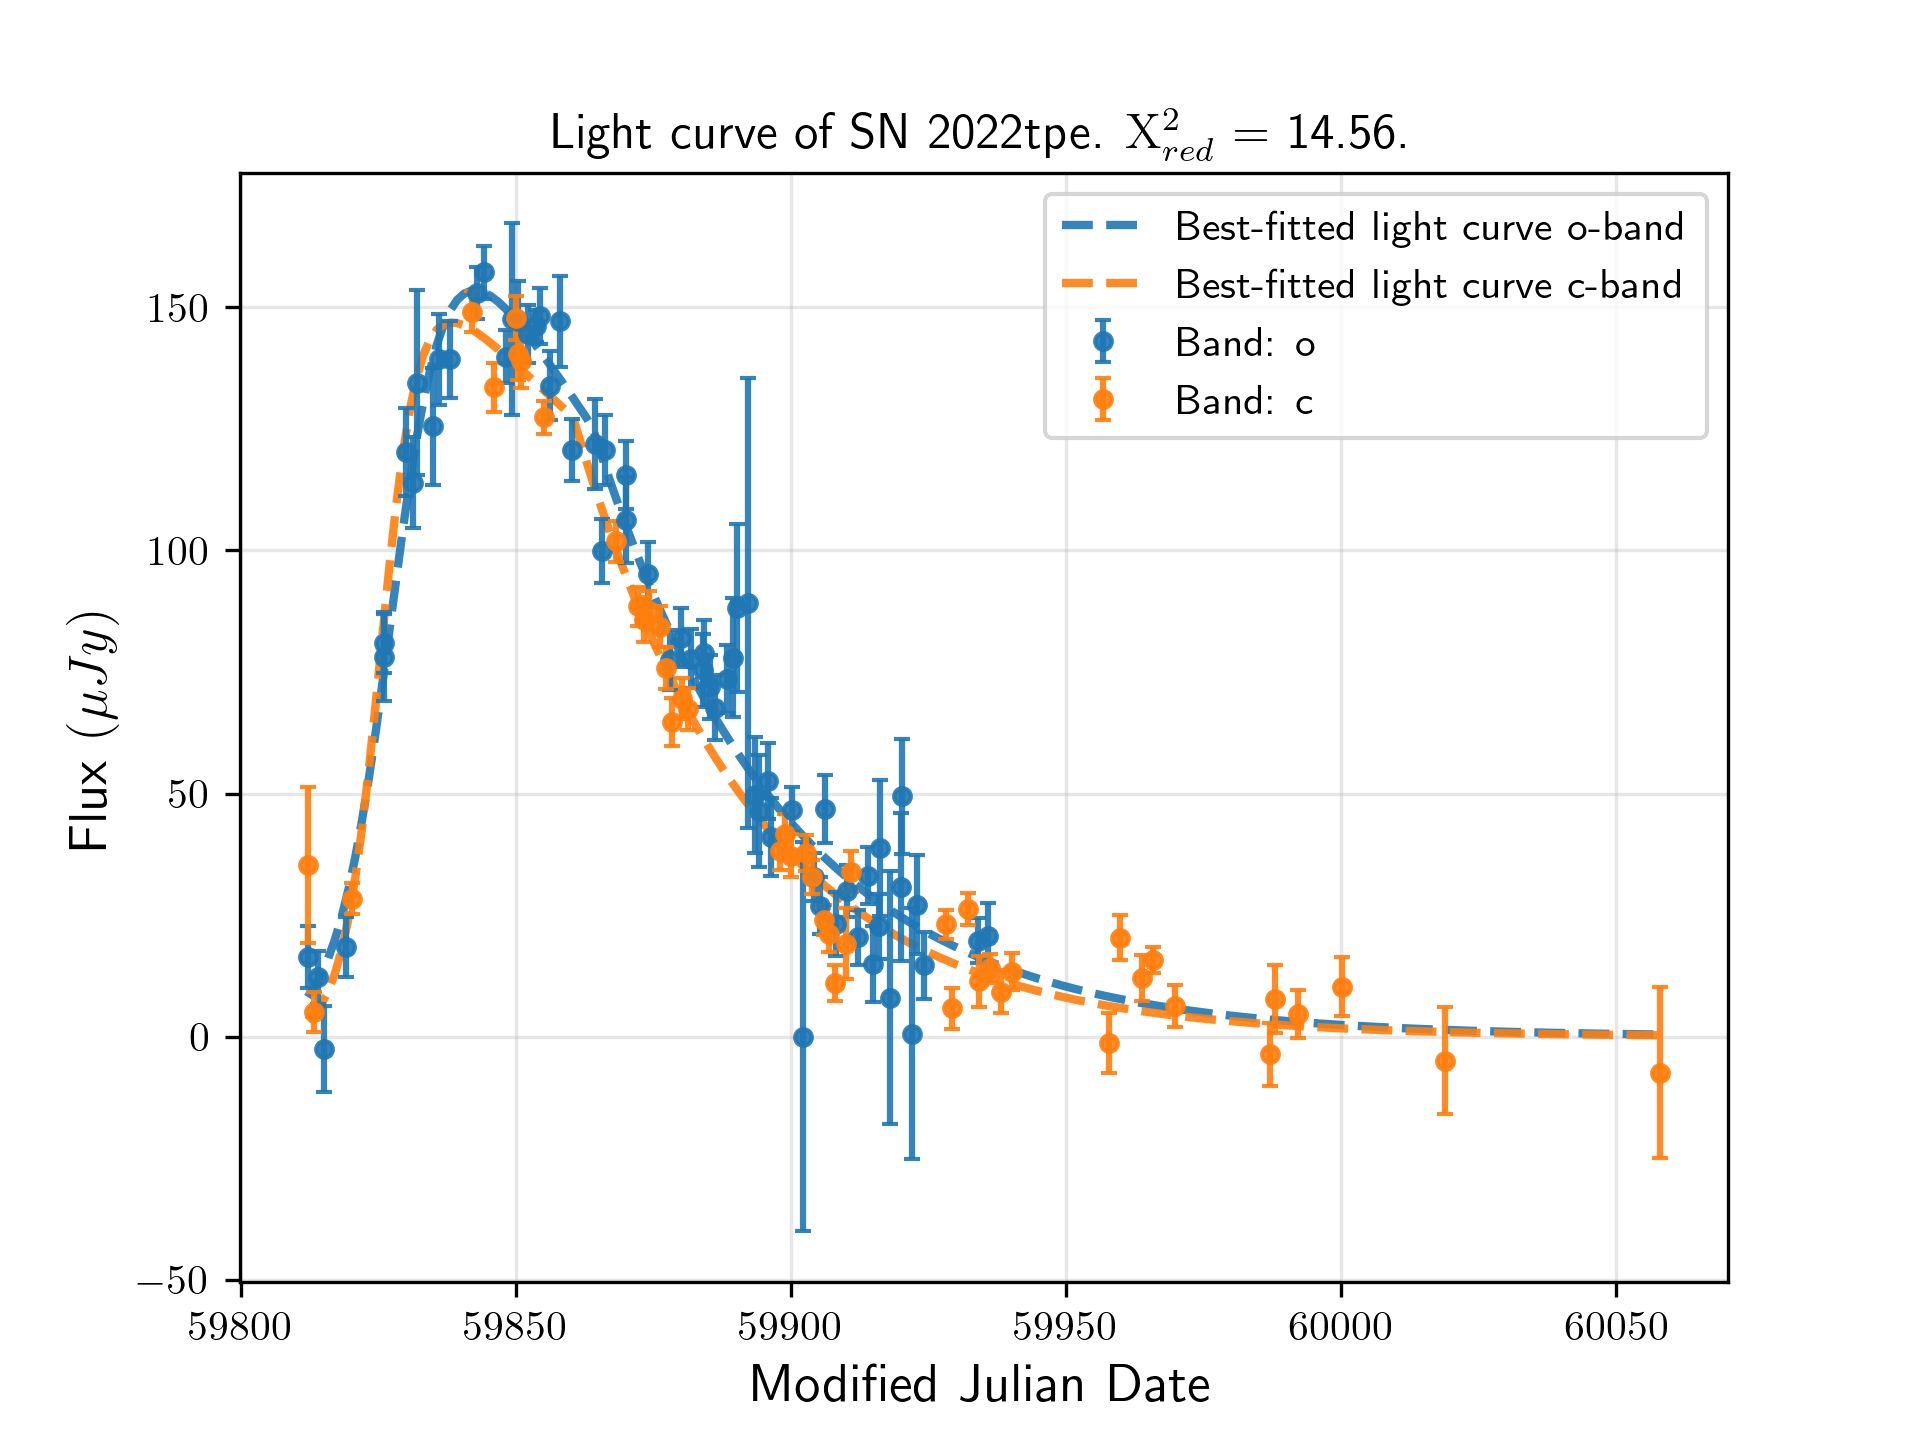 Light curve of SN 2022tpe. X²_red = 14.56.
Best-fitted light curve o-band
Best-fitted light curve c-band
Band: o
Band: c
Flux (μJy)
150
100
50
0
−50
59800 59850 59900 59950 60000 60050
Modified Julian Date